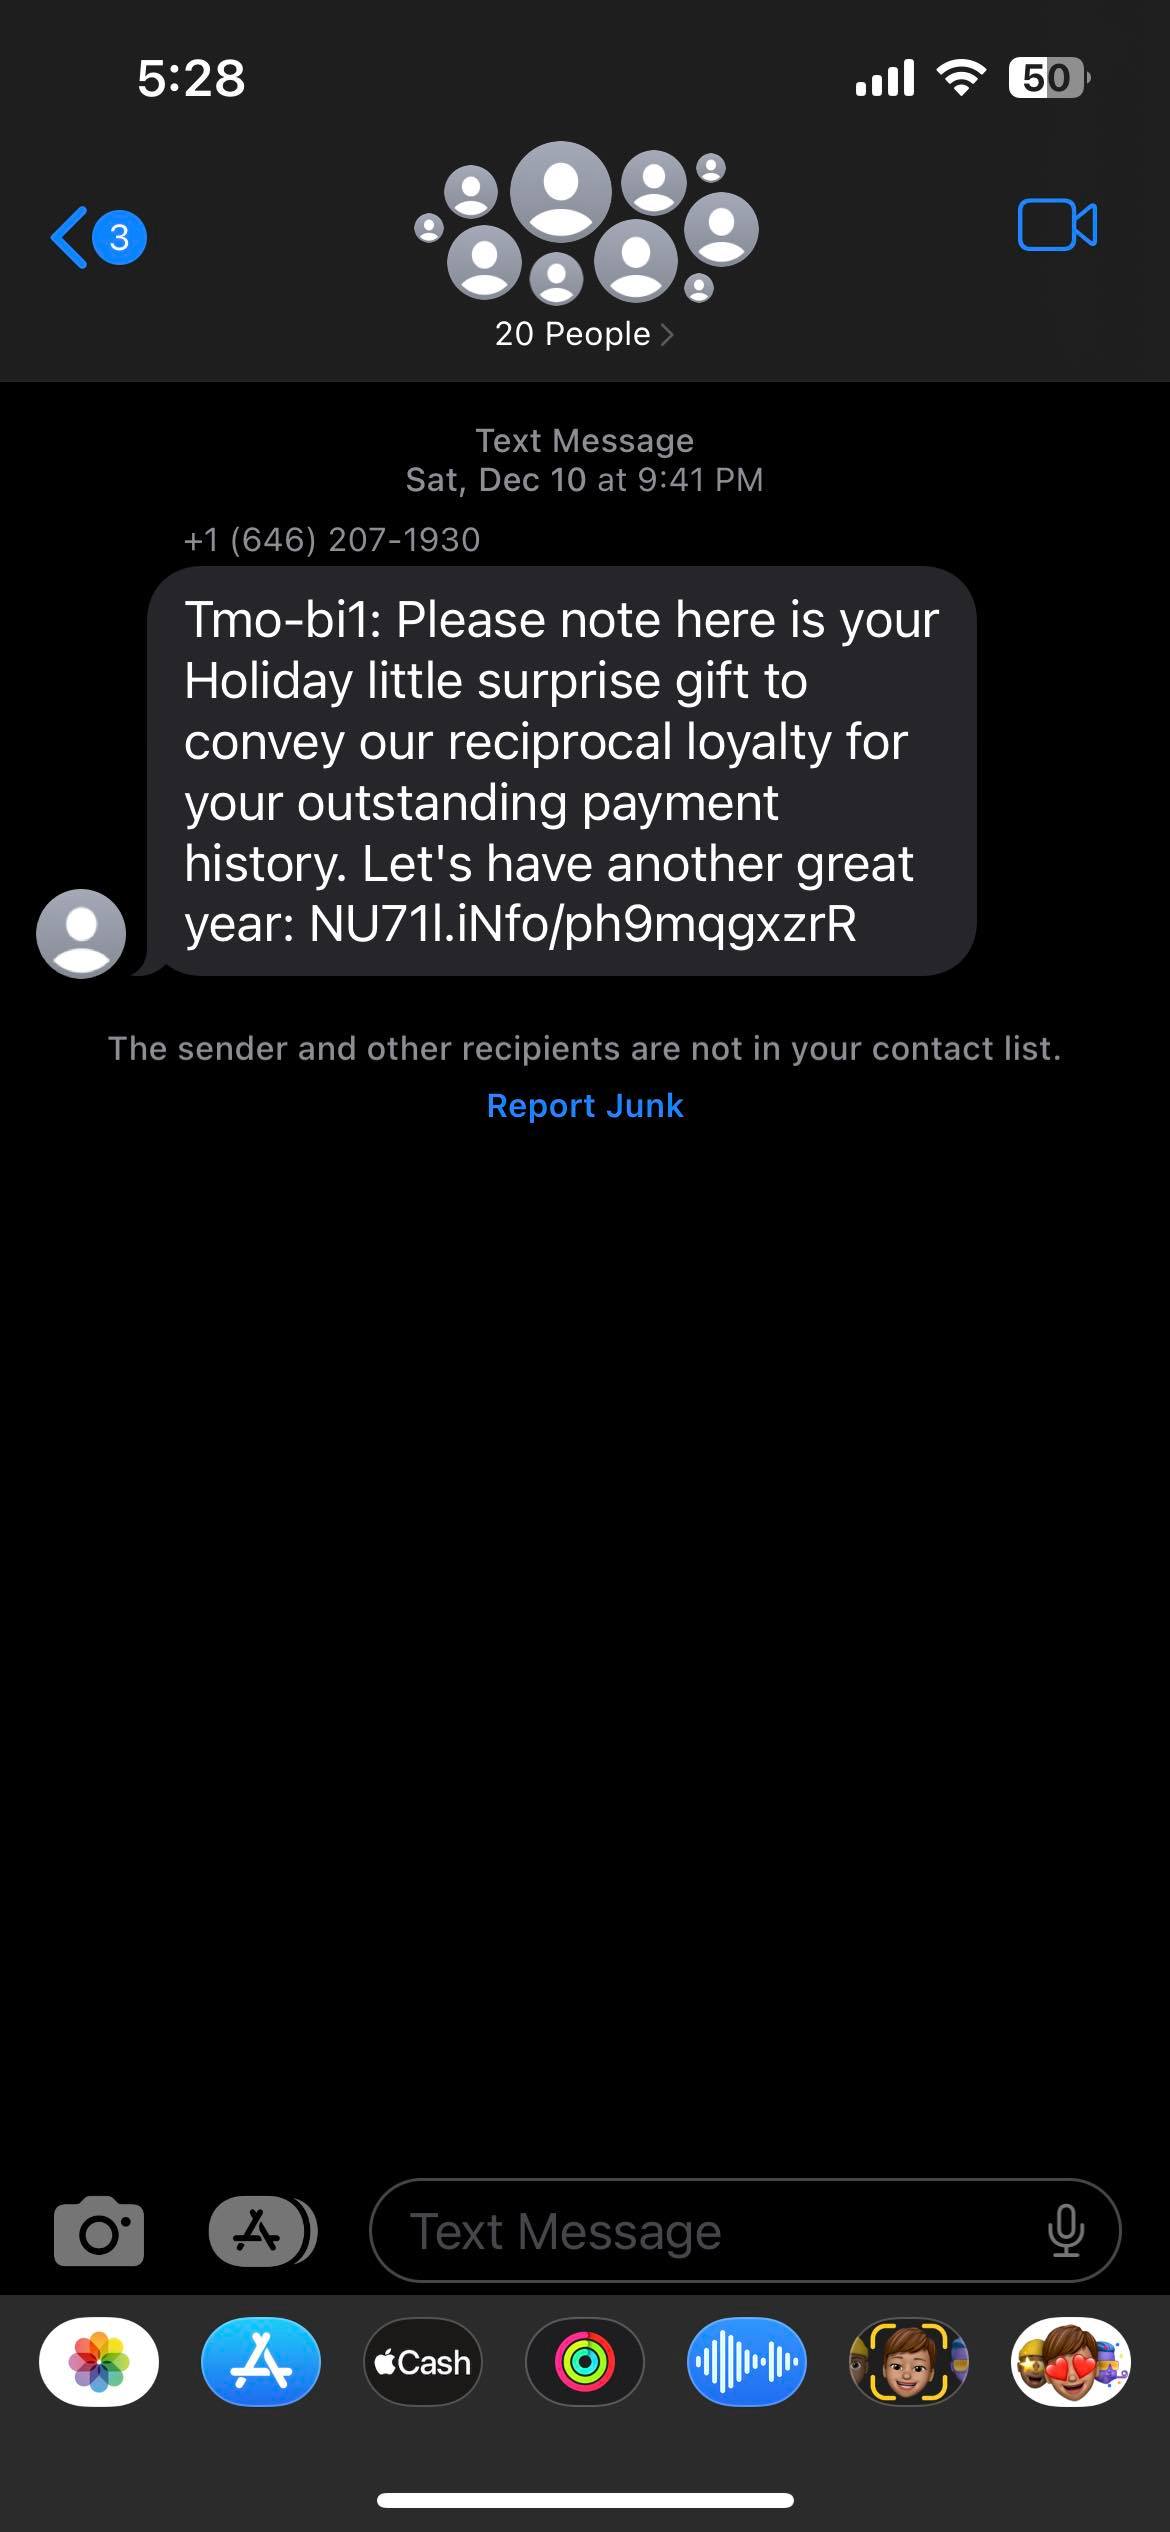 5:28
50
3
20 People
Text Message
Sat, Dec 10 at 9:41 PM
+1 (646) 207-1930
Tmo-bi1: Please note here is your
Holiday little surprise gift to
convey our reciprocal loyalty for
your outstanding payment
history. Let's have another great
year: NU71l.iNfo/ph9mqgxzrR
The sender and other recipients are not in your contact list.
Report Junk
Text Message
Cash